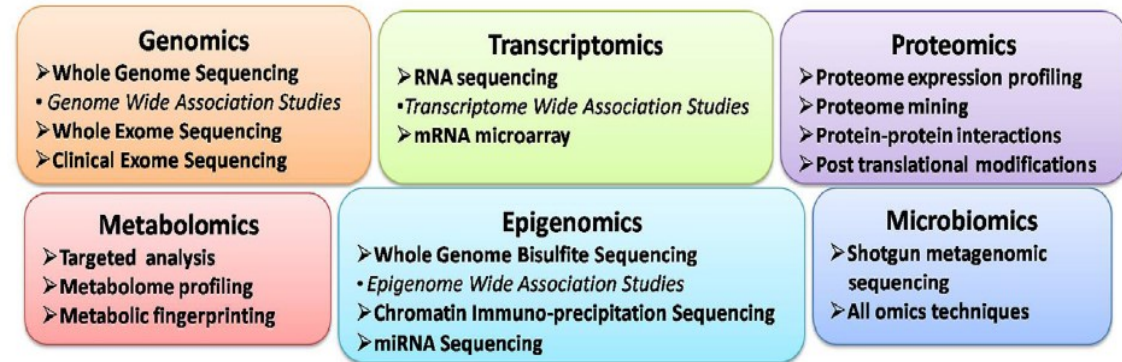 Genomics
➢Whole Genome Sequencing
• Genome Wide Association Studies
➢Whole Exome Sequencing
➢Clinical Exome Sequencing
Transcriptomics
➢RNA sequencing
•Transcriptome Wide Association Studies
➢mRNA microarray
Proteomics
➢Proteome expression profiling
➢Proteome mining
➢Protein-protein interactions
➢Post translational modifications
Metabolomics
➢Targeted analysis
➢Metabolome profiling
➢Metabolic fingerprinting
Epigenomics
➢Whole Genome Bisulfite Sequencing
• Epigenome Wide Association Studies
➢Chromatin Immuno-precipitation Sequencing
➢miRNA Sequencing
Microbiomics
➢Shotgun metagenomic
sequencing
➢All omics techniques